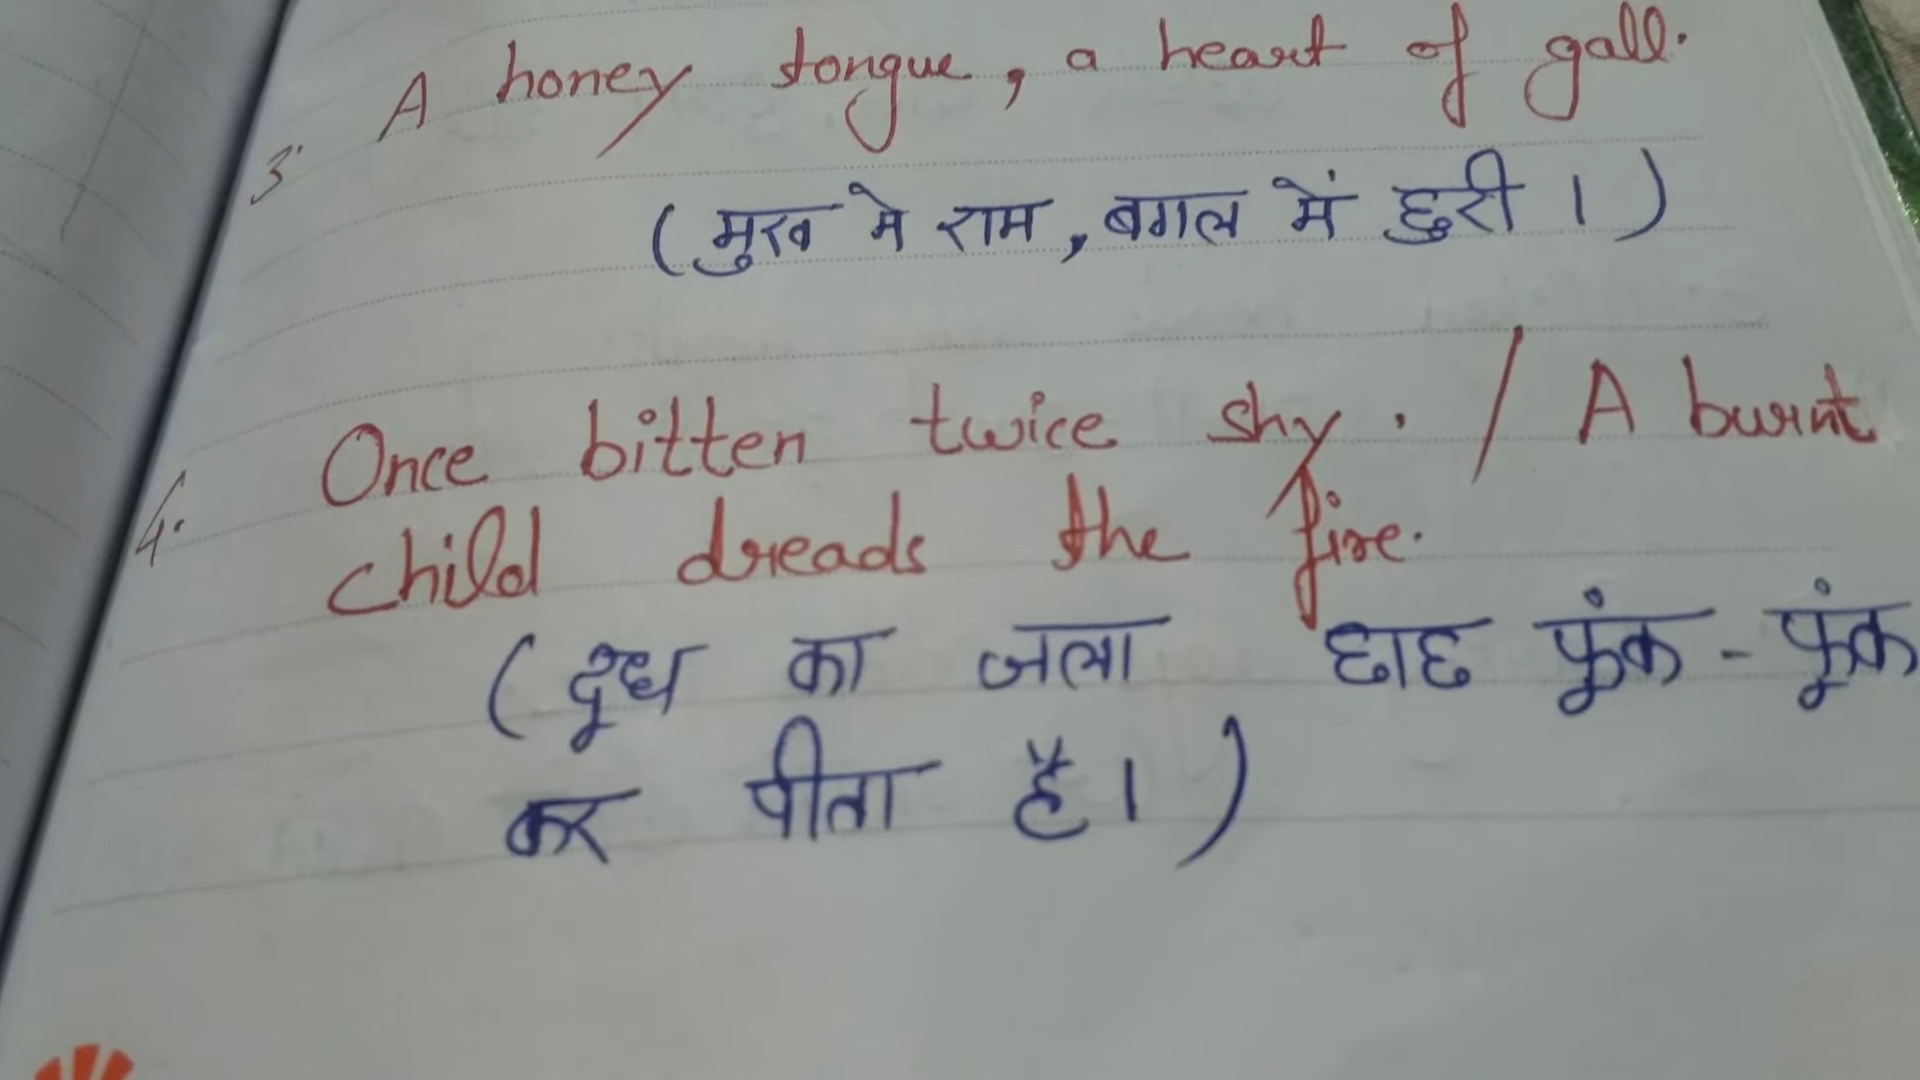 3. A honey tongue, a heart of gall.
(मुख मे राम, बगल में छुरी ।)
4. Once bitten twice shy. / A burnt
child dreads the fire.
(दूध का जला छाछ फूंक - फूंक
कर पीता है । )